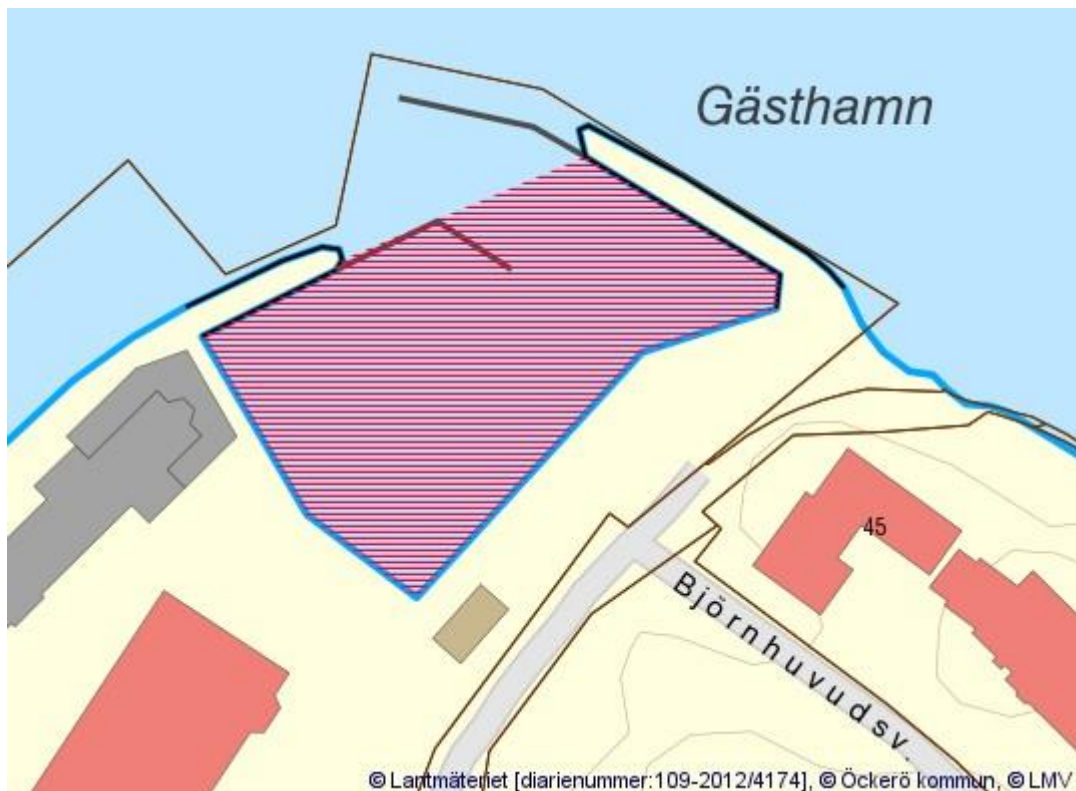 Gästhamn
45
Björnhuvudsv.
© Lantmäteriet [diarienummer:109-2012/4174], © Öckerö kommun, © LMV